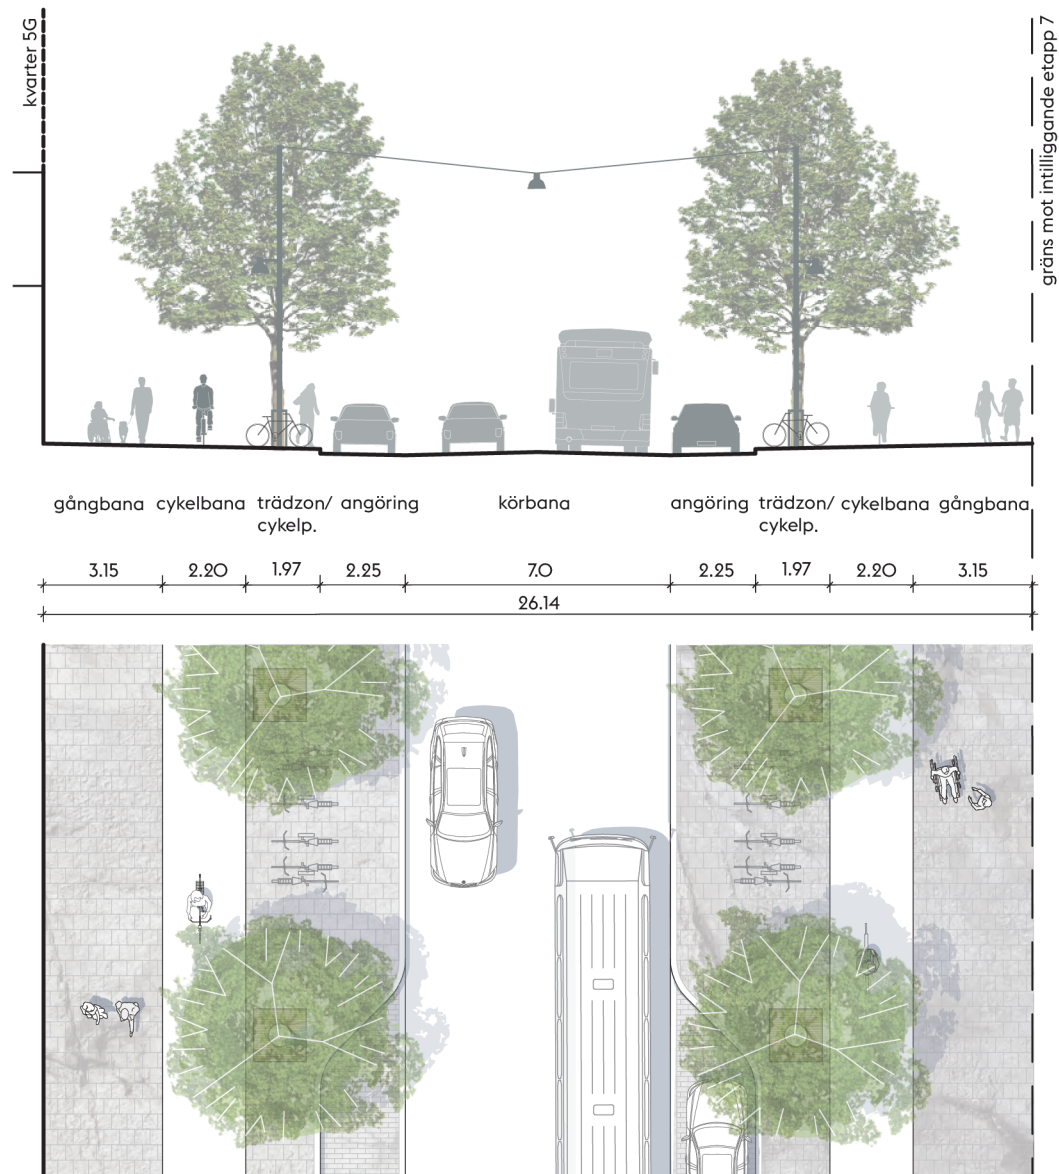 kvarter 5G
gräns mot intilliggande etapp 7
gångbana cykelbana trädzon/ angöring körbana angöring trädzon/ cykelbana gångbana
cykelp. cykelp.
3.15 2.20 1.97 2.25 7.0 2.25 1.97 2.20 3.15
26.14